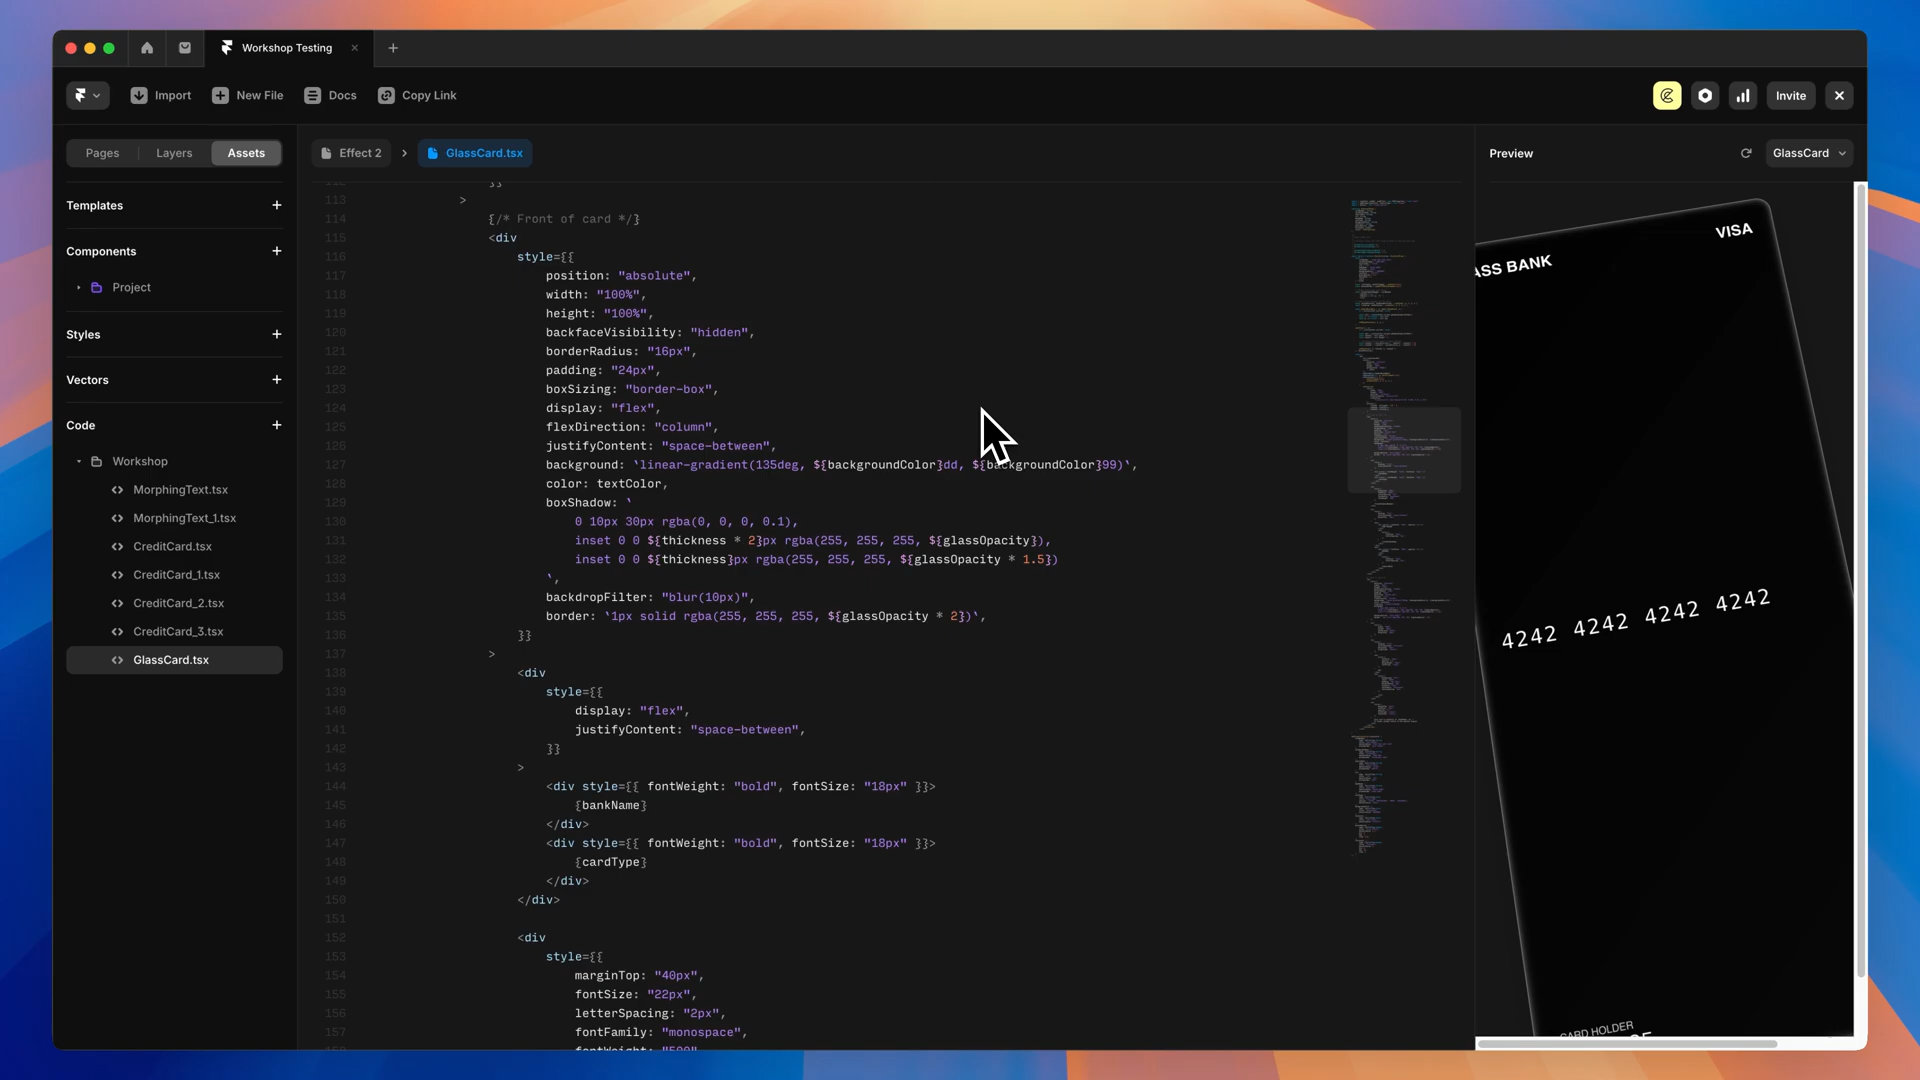 Workshop Testing
Import
New File
Docs
Copy Link
Invite
Pages
Layers
Assets
Templates
Components
Project
Styles
Vectors
Code
Workshop
MorphingText.tsx
MorphingText_1.tsx
CreditCard.tsx
CreditCard_1.tsx
CreditCard_2.tsx
CreditCard_3.tsx
GlassCard.tsx
Effect 2 > GlassCard.tsx
112 }}
113 >
114 {/* Front of card */}
115 <div
116 style={{
117 position: "absolute",
118 width: "100%",
119 height: "100%",
120 backfaceVisibility: "hidden",
121 borderRadius: "16px",
122 padding: "24px",
123 boxSizing: "border-box",
124 display: "flex",
125 flexDirection: "column",
126 justifyContent: "space-between",
127 background: `linear-gradient(135deg, ${backgroundColor}dd, ${backgroundColor}99)`,
128 color: textColor,
129 boxShadow: `
130 0 10px 30px rgba(0, 0, 0, 0.1),
131 inset 0 0 ${thickness * 2}px rgba(255, 255, 255, ${glassOpacity}),
132 inset 0 0 ${thickness}px rgba(255, 255, 255, ${glassOpacity * 1.5})
133 `,
134 backdropFilter: "blur(10px)",
135 border: `1px solid rgba(255, 255, 255, ${glassOpacity * 2})`,
136 }}
137 >
138 <div
139 style={{
140 display: "flex",
141 justifyContent: "space-between",
142 }}
143 >
144 <div style={{ fontWeight: "bold", fontSize: "18px" }}>
145 {bankName}
146 </div>
147 <div style={{ fontWeight: "bold", fontSize: "18px" }}>
148 {cardType}
149 </div>
150 </div>
151
152 <div
153 style={{
154 marginTop: "40px",
155 fontSize: "22px",
156 letterSpacing: "2px",
157 fontFamily: "monospace",
158 fontWeight: "500"
Preview
GlassCard
ASS BANK
VISA
4242 4242 4242 4242
CARD HOLDER